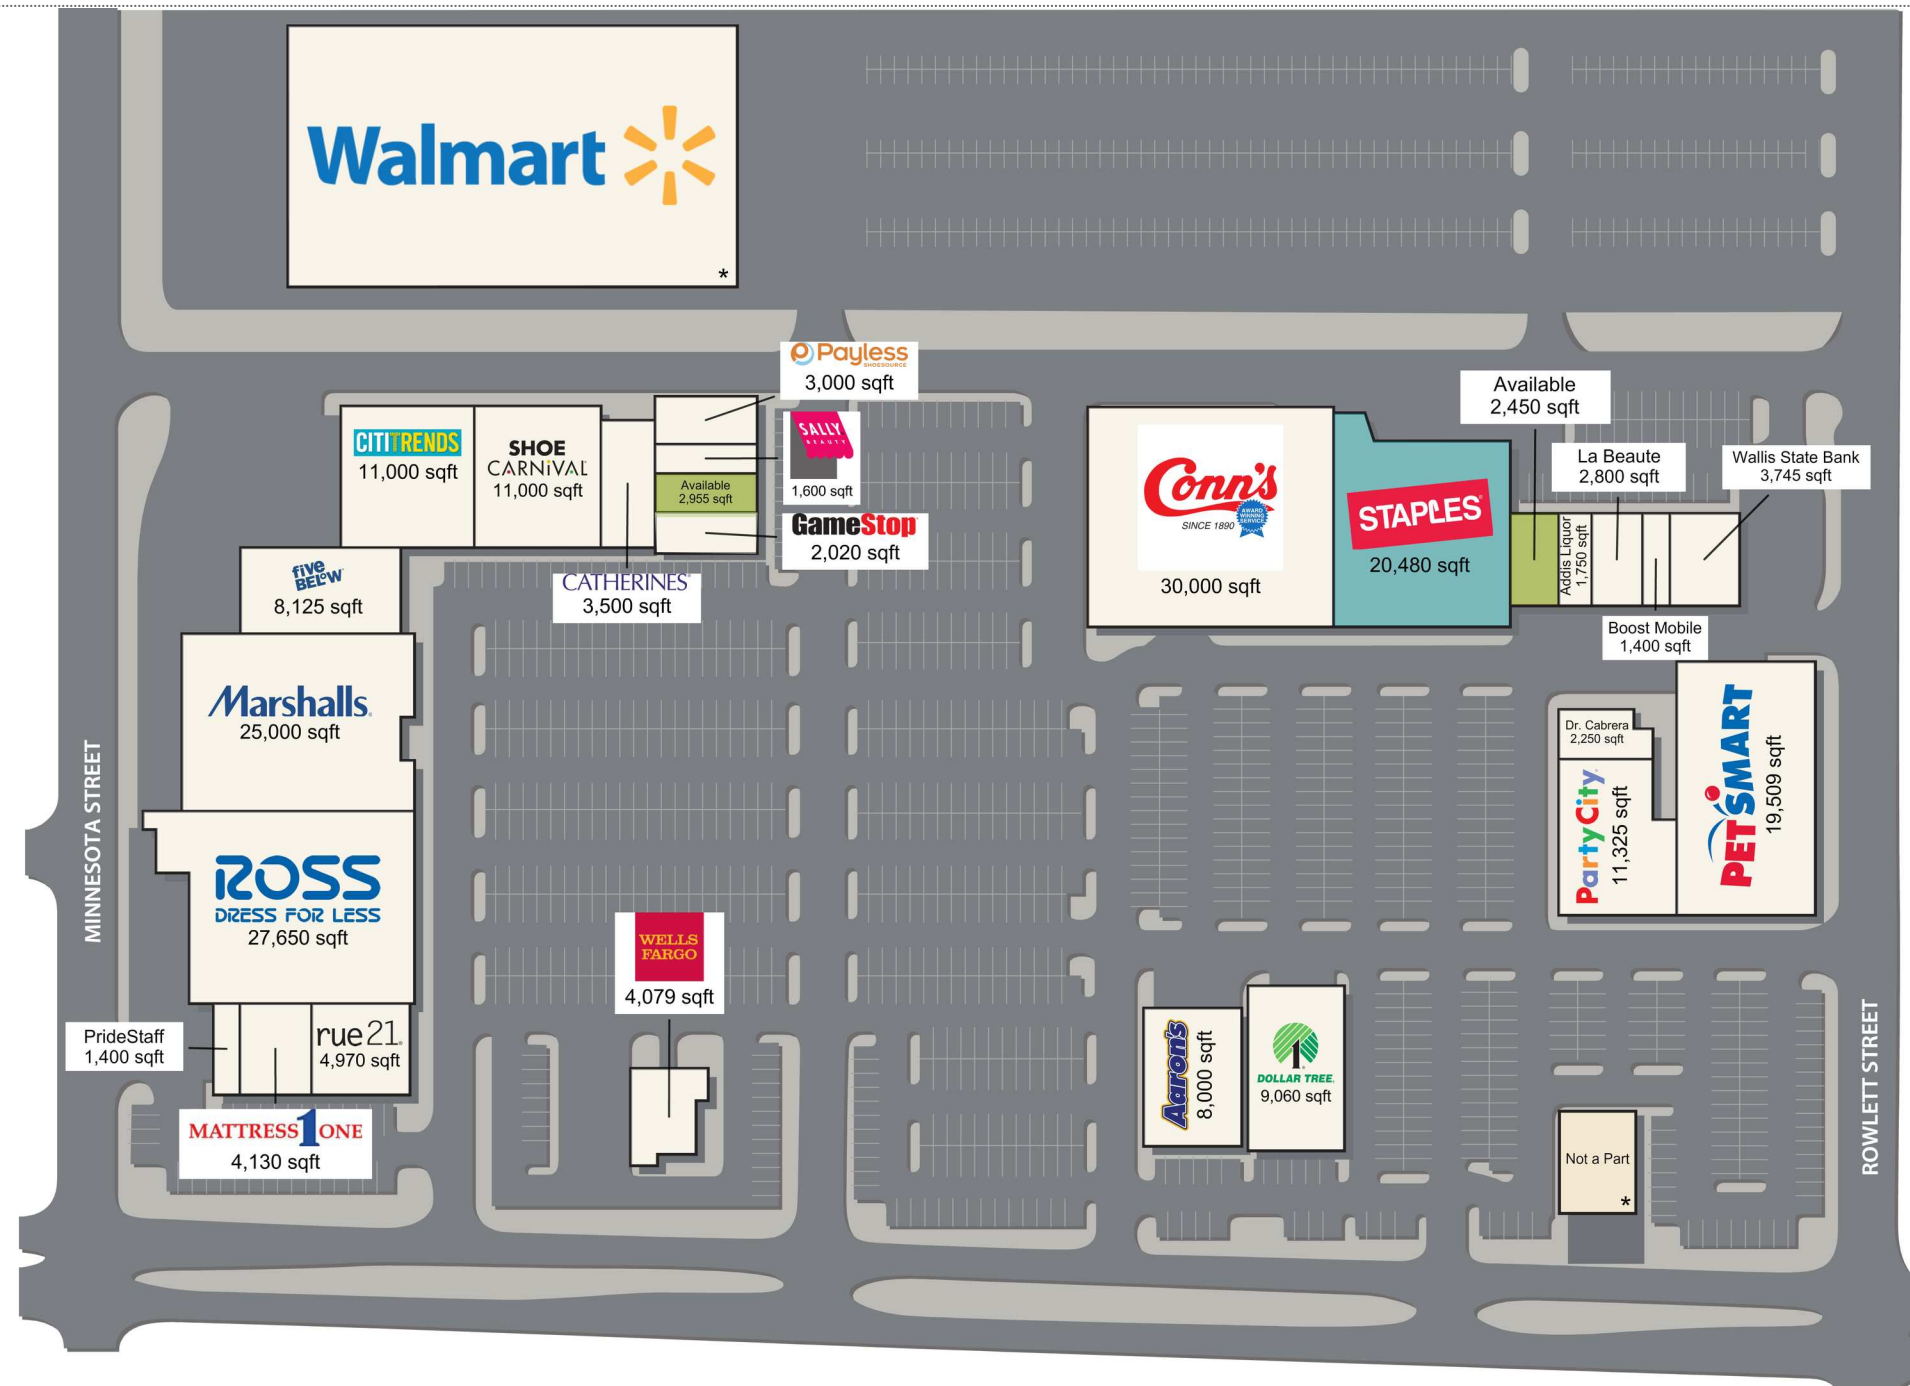 Walmart
*
Payless
SHOESOURCE
3,000 sqft
SALLY
BEAUTY
1,600 sqft
CITITRENDS
11,000 sqft
SHOE
CARNIVAL
11,000 sqft
Available
2,955 sqft
GameStop
2,020 sqft
CATHERINES
3,500 sqft
five
BELOW
8,125 sqft
Marshalls
25,000 sqft
ROSS
DRESS FOR LESS
27,650 sqft
PrideStaff
1,400 sqft
rue21
4,970 sqft
MATTRESS 1 ONE
4,130 sqft
WELLS
FARGO
4,079 sqft
Conn's
SINCE 1890
AWARD
WINNING
SERVICE
30,000 sqft
STAPLES
20,480 sqft
Available
2,450 sqft
Addis Liquor
1,750 sqft
La Beaute
2,800 sqft
Wallis State Bank
3,745 sqft
Boost Mobile
1,400 sqft
Dr. Cabrera
2,250 sqft
PartyCity
11,325 sqft
PETSMART
19,509 sqft
Aaron's
8,000 sqft
1
DOLLAR TREE
9,060 sqft
Not a Part
*
MINNESOTA STREET
ROWLETT STREET